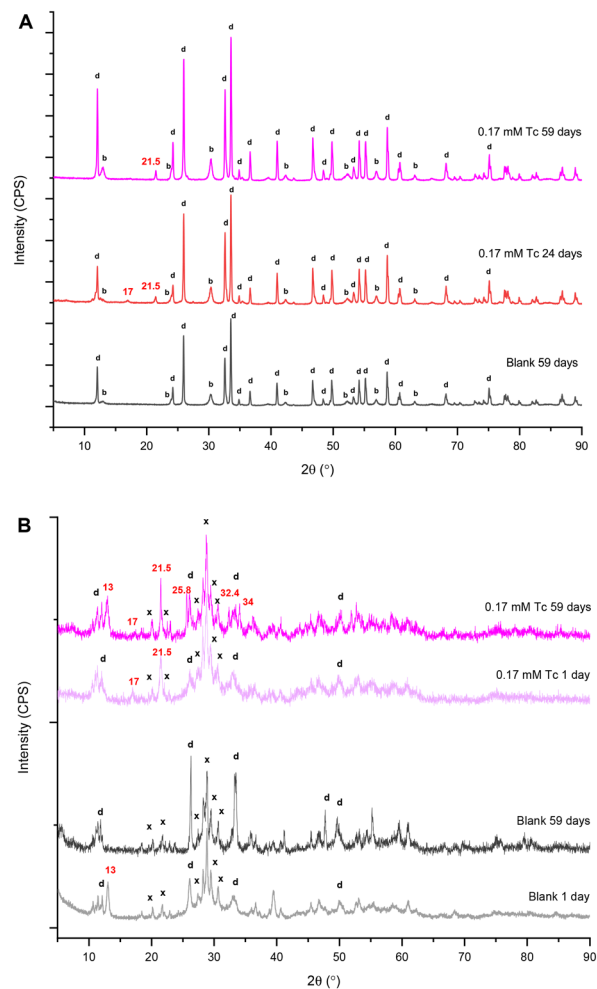 A
d
d
d
d
0.17 mM Tc 59 days
b
21.5
b
d
b
d
d
d
b
d
d
d
b
d
d
b
d
d
b
d
b
d
d
d
d
0.17 mM Tc 24 days
b
17
21.5
b
d
b
d
d
d
b
d
d
d
b
d
d
d
b
d
d
b
d
d
d
d
d
Blank 59 days
d
b
b
d
b
d
d
d
b
d
d
d
b
d
d
d
b
d
d
b
d
d
Intensity (CPS)
10 20 30 40 50 60 70 80 90
2θ (°)
B
x
d
13
17
x
21.5
x
25.8
d
x
x
x
32.4
d
34
d
0.17 mM Tc 59 days
d
17
x
21.5
x
d
x
x
x
d
d
0.17 mM Tc 1 day
d
x
x
d
x
x
x
x
d
d
d
Blank 59 days
d
13
x
x
d
x
x
x
d
d
Blank 1 day
Intensity (CPS)
10 20 30 40 50 60 70 80 90
2θ (°)